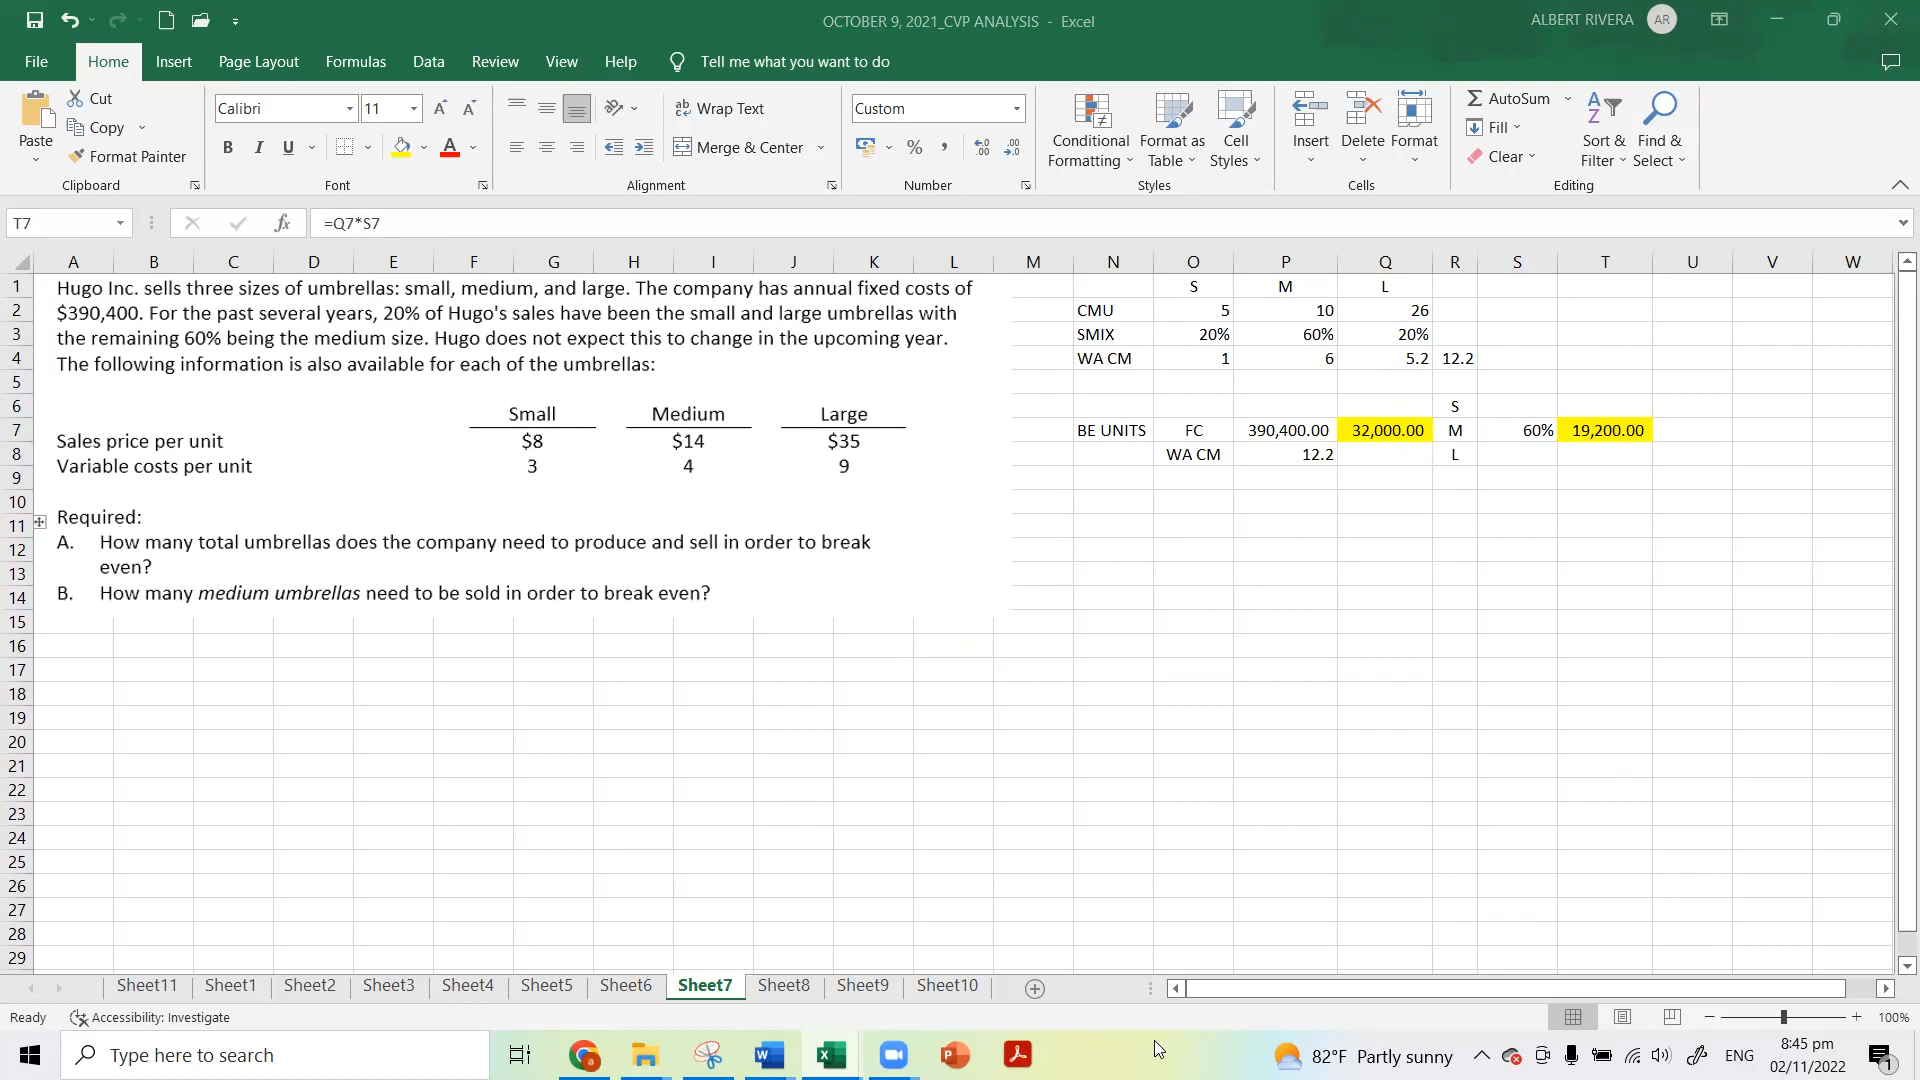 OCTOBER 9, 2021_CVP ANALYSIS - Excel
ALBERT RIVERA AR
File Home Insert Page Layout Formulas Data Review View Help Tell me what you want to do
Paste
Cut
Copy
Format Painter
Clipboard
Calibri 11
B I U
Font
Wrap Text
Merge & Center
Alignment
Custom
Number
Conditional Formatting
Format as Table
Cell Styles
Styles
Insert Delete Format
Cells
AutoSum
Fill
Clear
Sort & Filter
Find & Select
Editing
T7 fx =Q7*S7
A B C D E F G H I J K L M N O P Q R S T U V W
1
2
3
4
5
6
7
8
9
10
11
12
13
14
15
16
17
18
19
20
21
22
23
24
25
26
27
28
29
Hugo Inc. sells three sizes of umbrellas: small, medium, and large. The company has annual fixed costs of
$390,400. For the past several years, 20% of Hugo's sales have been the small and large umbrellas with
the remaining 60% being the medium size. Hugo does not expect this to change in the upcoming year.
The following information is also available for each of the umbrellas:
Small Medium Large
Sales price per unit $8 $14 $35
Variable costs per unit 3 4 9
Required:
A. How many total umbrellas does the company need to produce and sell in order to break
even?
B. How many medium umbrellas need to be sold in order to break even?
S M L
CMU 5 10 26
SMIX 20% 60% 20%
WA CM 1 6 5.2 12.2
S
BE UNITS FC 390,400.00 32,000.00 M 60% 19,200.00
WA CM 12.2 L
Sheet11 Sheet1 Sheet2 Sheet3 Sheet4 Sheet5 Sheet6 Sheet7 Sheet8 Sheet9 Sheet10
Ready Accessibility: Investigate 100%
Type here to search
82°F Partly sunny
ENG
8:45 pm
02/11/2022
1